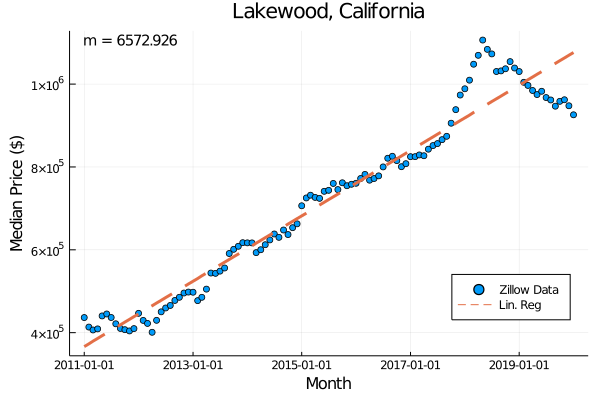 Lakewood, California
m = 6572.926
Median Price ($)
1×10⁶
8×10⁵
6×10⁵
4×10⁵
Zillow Data
Lin. Reg
2011-01-01 2013-01-01 2015-01-01 2017-01-01 2019-01-01
Month